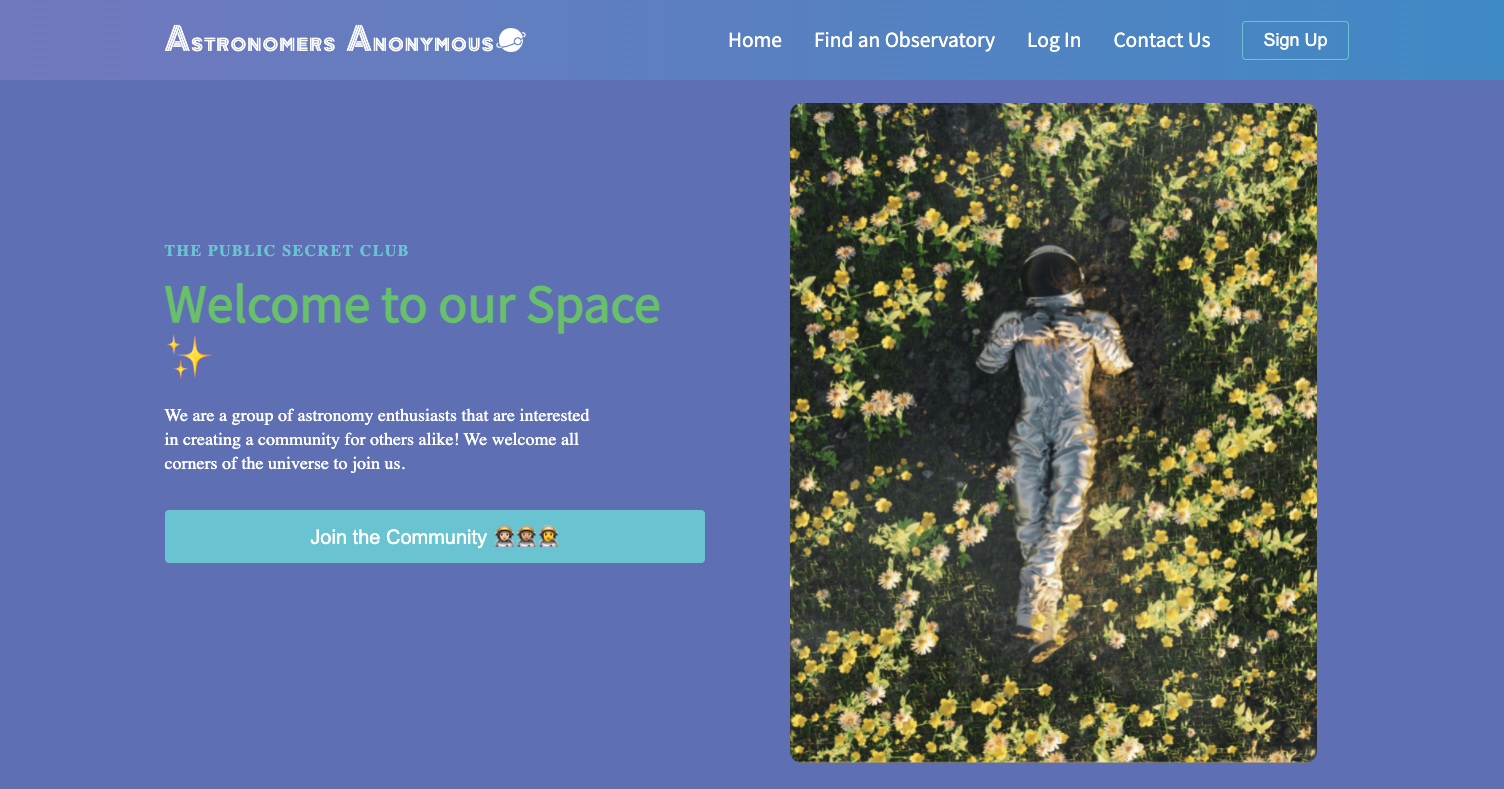 Astronomers Anonymous
Home
Find an Observatory
Log In
Contact Us
Sign Up
THE PUBLIC SECRET CLUB
Welcome to our Space
✨
We are a group of astronomy enthusiasts that are interested
in creating a community for others alike! We welcome all
corners of the universe to join us.
Join the Community 👩🏼‍🚀👩🏽‍🚀👩‍🚀